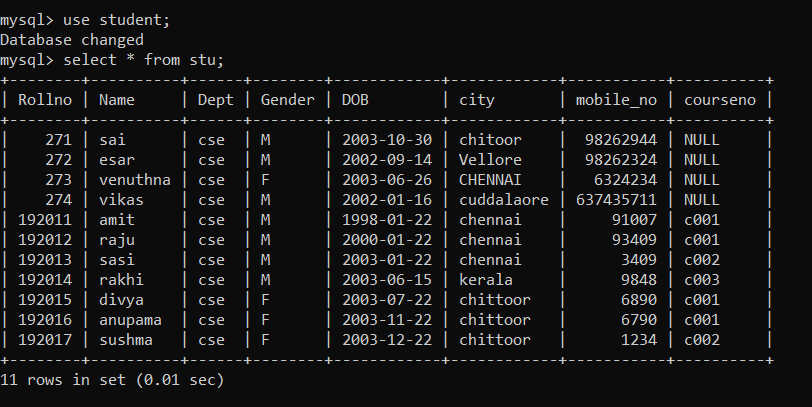 mysql> use student;
Database changed
mysql> select * from stu;
+--------+----------+------+--------+------------+------------+-----------+----------+
| Rollno | Name     | Dept | Gender | DOB        | city       | mobile_no | courseno |
+--------+----------+------+--------+------------+------------+-----------+----------+
|    271 | sai      | cse  | M      | 2003-10-30 | chitoor    |  98262944 | NULL     |
|    272 | esar     | cse  | M      | 2002-09-14 | Vellore    |  98262324 | NULL     |
|    273 | venuthna | cse  | F      | 2003-06-26 | CHENNAI    |   6324234 | NULL     |
|    274 | vikas    | cse  | M      | 2002-01-16 | cuddalaore | 637435711 | NULL     |
| 192011 | amit     | cse  | M      | 1998-01-22 | chennai    |     91007 | c001     |
| 192012 | raju     | cse  | M      | 2000-01-22 | chennai    |     93409 | c001     |
| 192013 | sasi     | cse  | M      | 2003-01-22 | chennai    |      3409 | c002     |
| 192014 | rakhi    | cse  | M      | 2003-06-15 | kerala     |      9848 | c003     |
| 192015 | divya    | cse  | F      | 2003-07-22 | chittoor   |      6890 | c001     |
| 192016 | anupama  | cse  | F      | 2003-11-22 | chittoor   |      6790 | c001     |
| 192017 | sushma   | cse  | F      | 2003-12-22 | chittoor   |      1234 | c002     |
+--------+----------+------+--------+------------+------------+-----------+----------+
11 rows in set (0.01 sec)